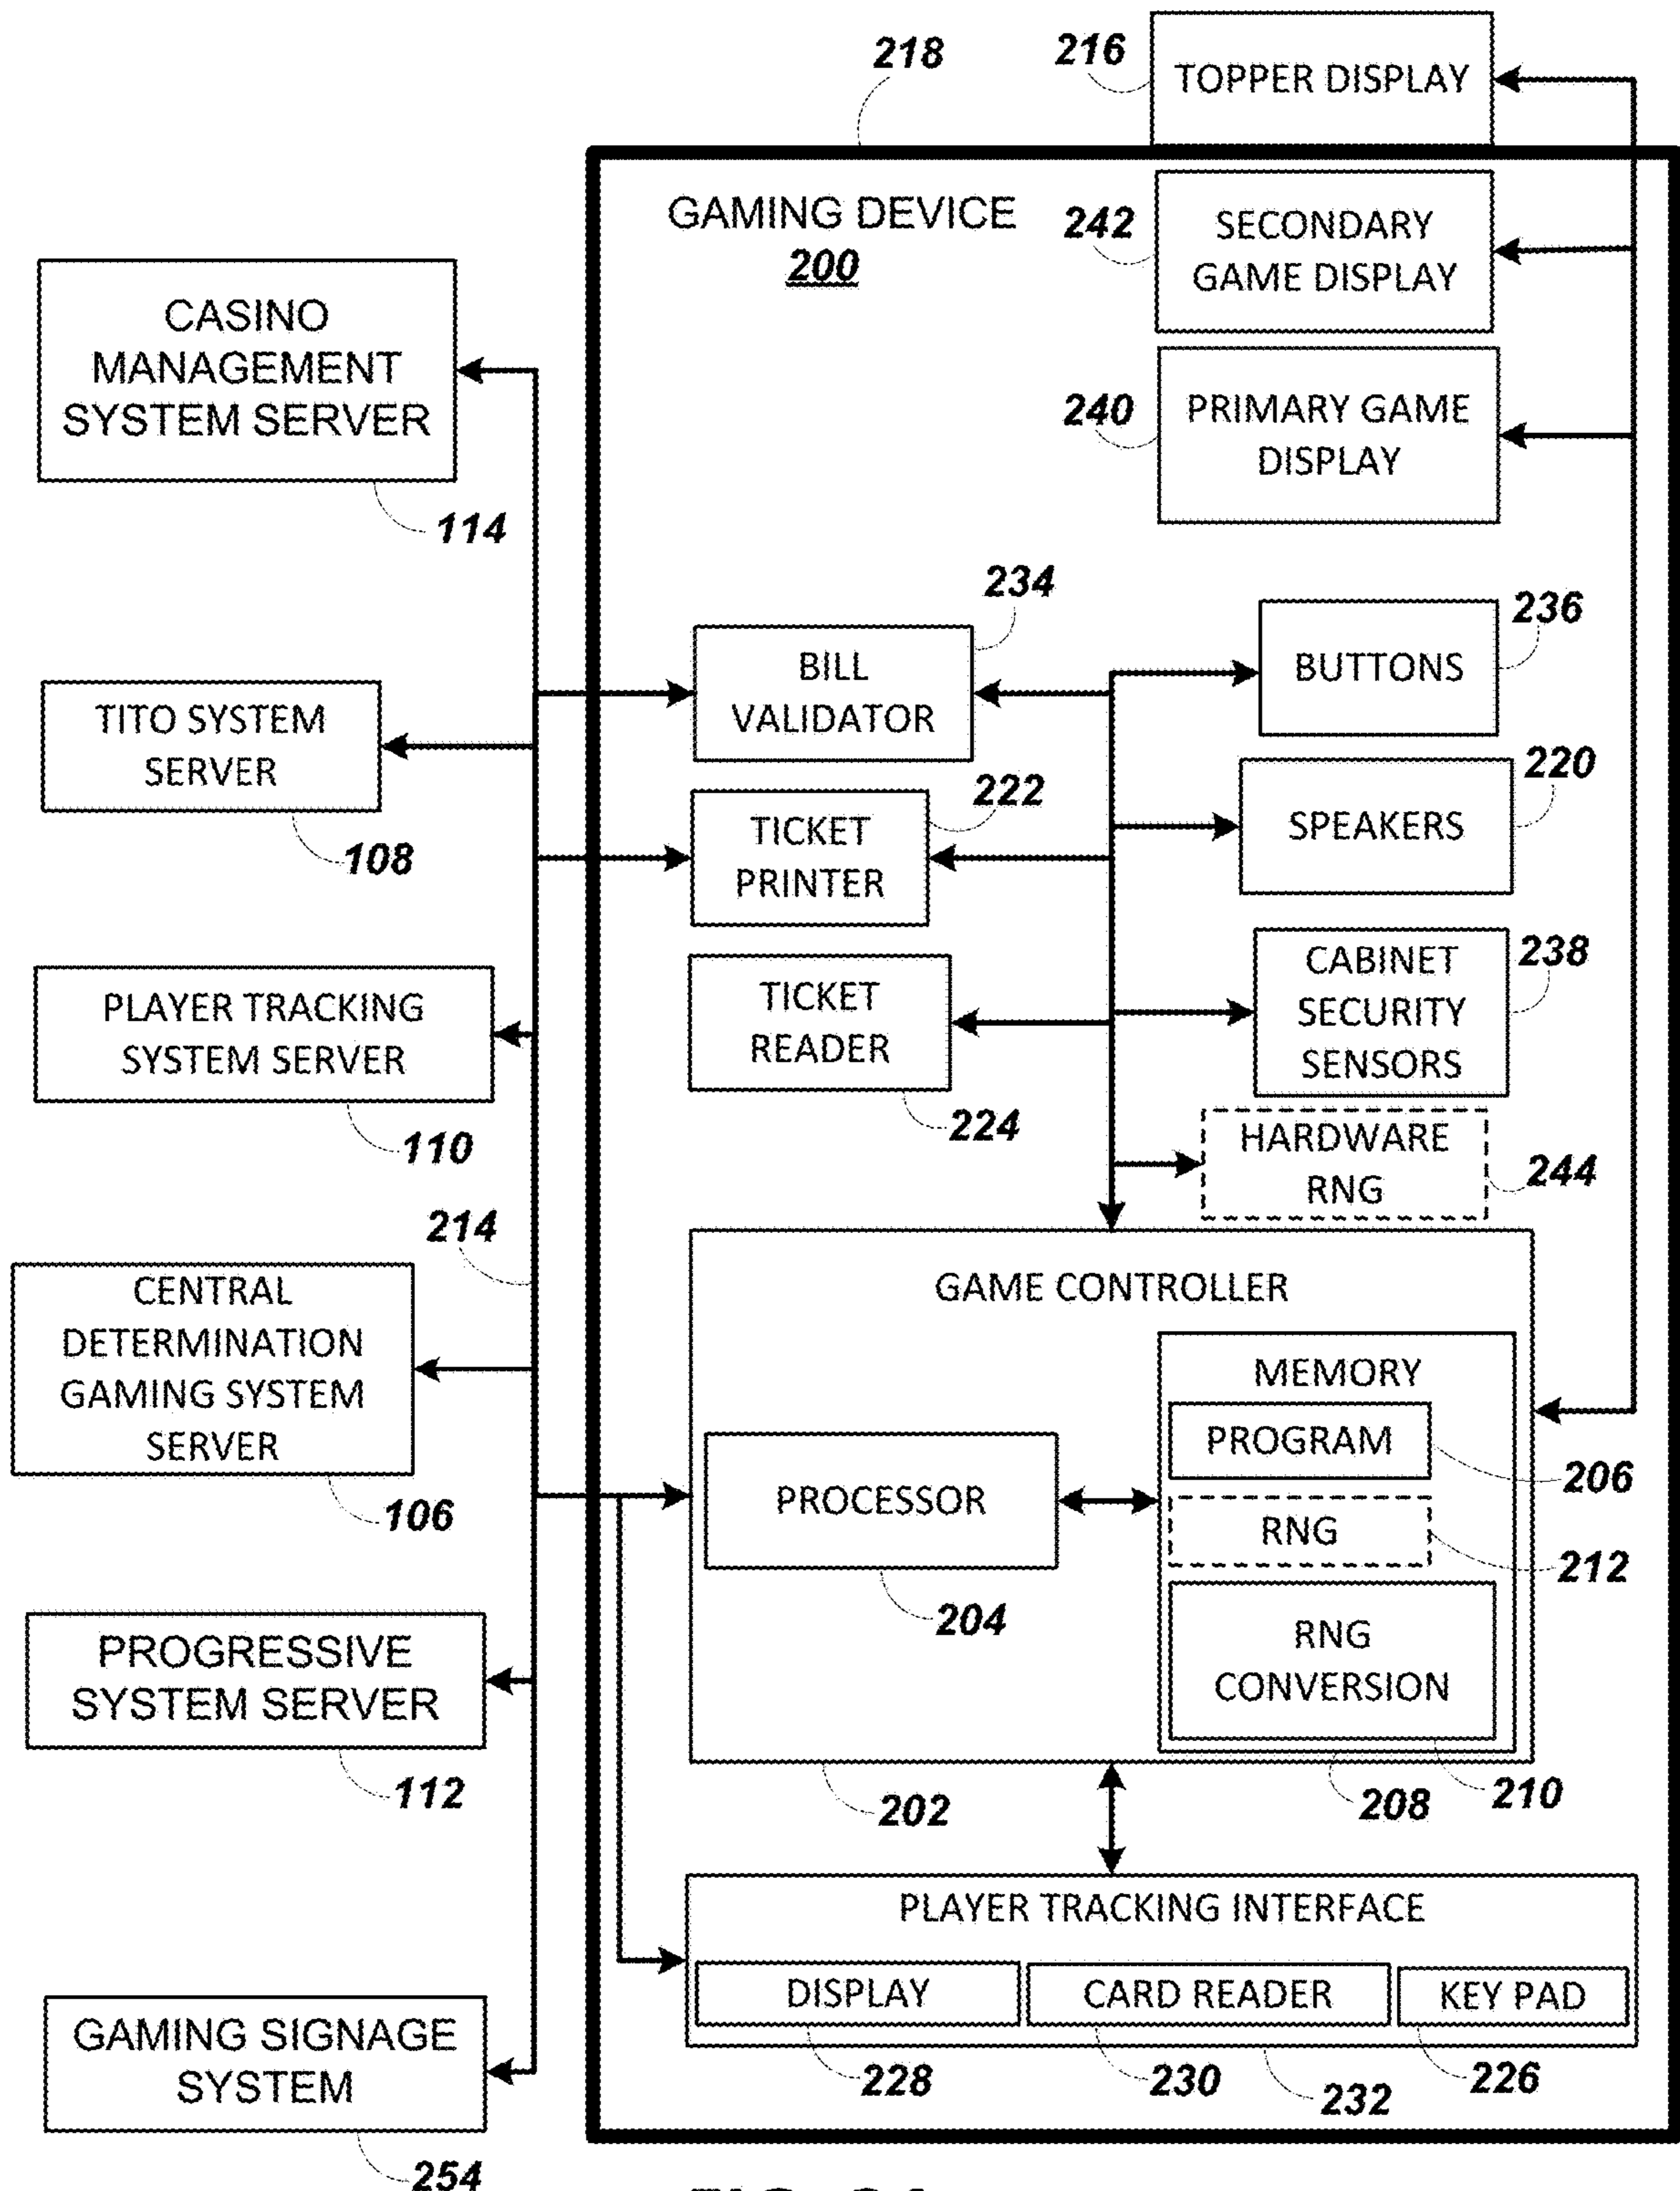 218
216
TOPPER DISPLAY
GAMING DEVICE
200
242
SECONDARY
GAME DISPLAY
240
PRIMARY GAME
DISPLAY
CASINO
MANAGEMENT
SYSTEM SERVER
114
234
BILL
VALIDATOR
236
BUTTONS
TITO SYSTEM
SERVER
108
222
TICKET
PRINTER
220
SPEAKERS
PLAYER TRACKING
SYSTEM SERVER
110
TICKET
READER
224
238
CABINET
SECURITY
SENSORS
HARDWARE
RNG
244
214
CENTRAL
DETERMINATION
GAMING SYSTEM
SERVER
106
GAME CONTROLLER
MEMORY
PROGRAM
206
PROCESSOR
204
RNG
212
RNG
CONVERSION
210
208
202
PROGRESSIVE
SYSTEM SERVER
112
PLAYER TRACKING INTERFACE
DISPLAY
CARD READER
KEY PAD
228
230
232
226
GAMING SIGNAGE
SYSTEM
254